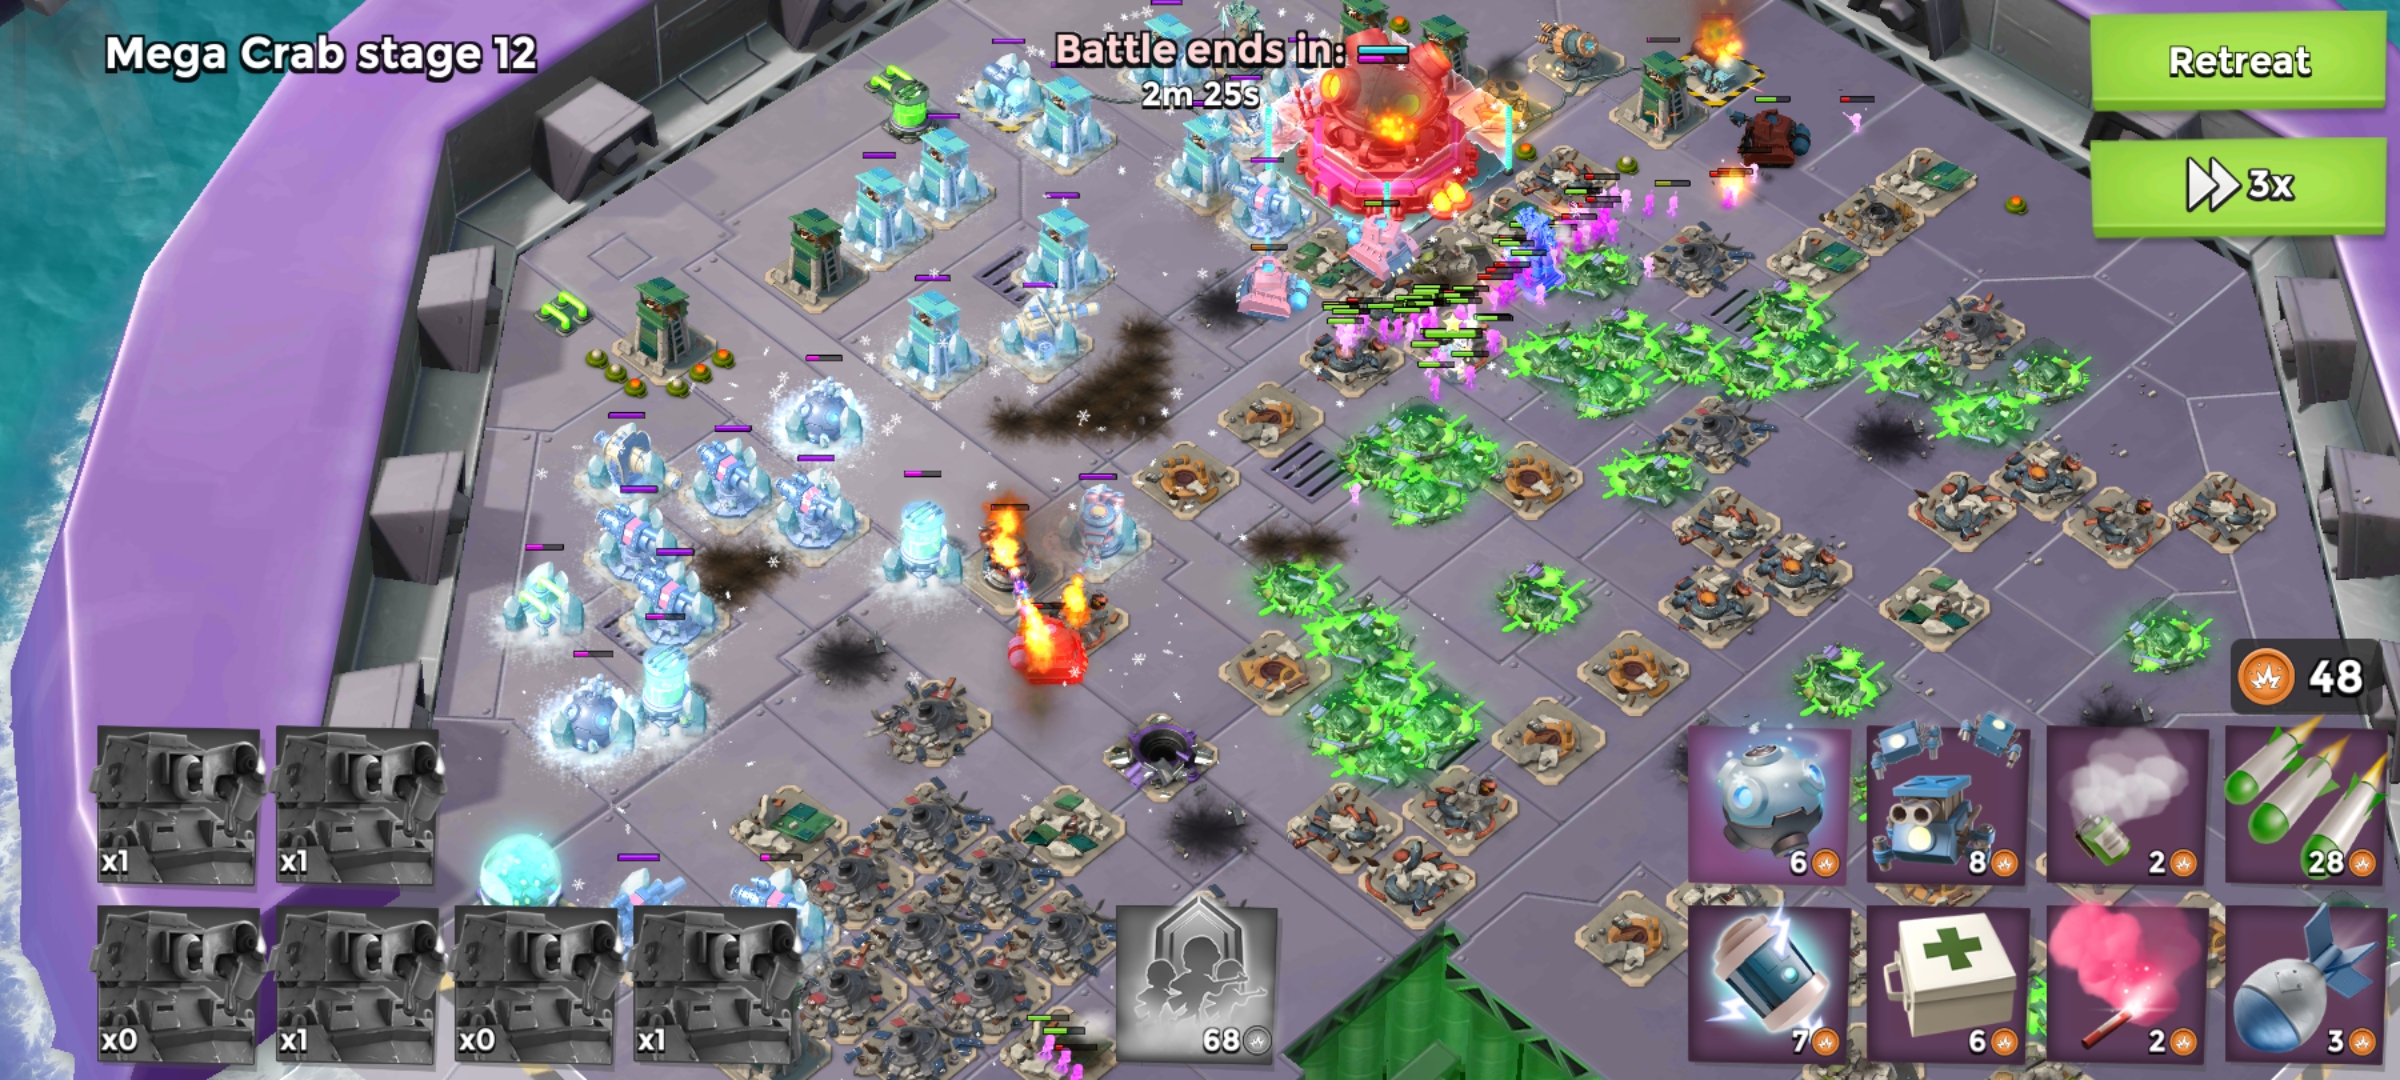 Mega Crab stage 12
Battle ends in:
2m 25s
Retreat
3x
48
x1
x1
6
8
2
28
x0
x1
x0
x1
68
7
6
2
3